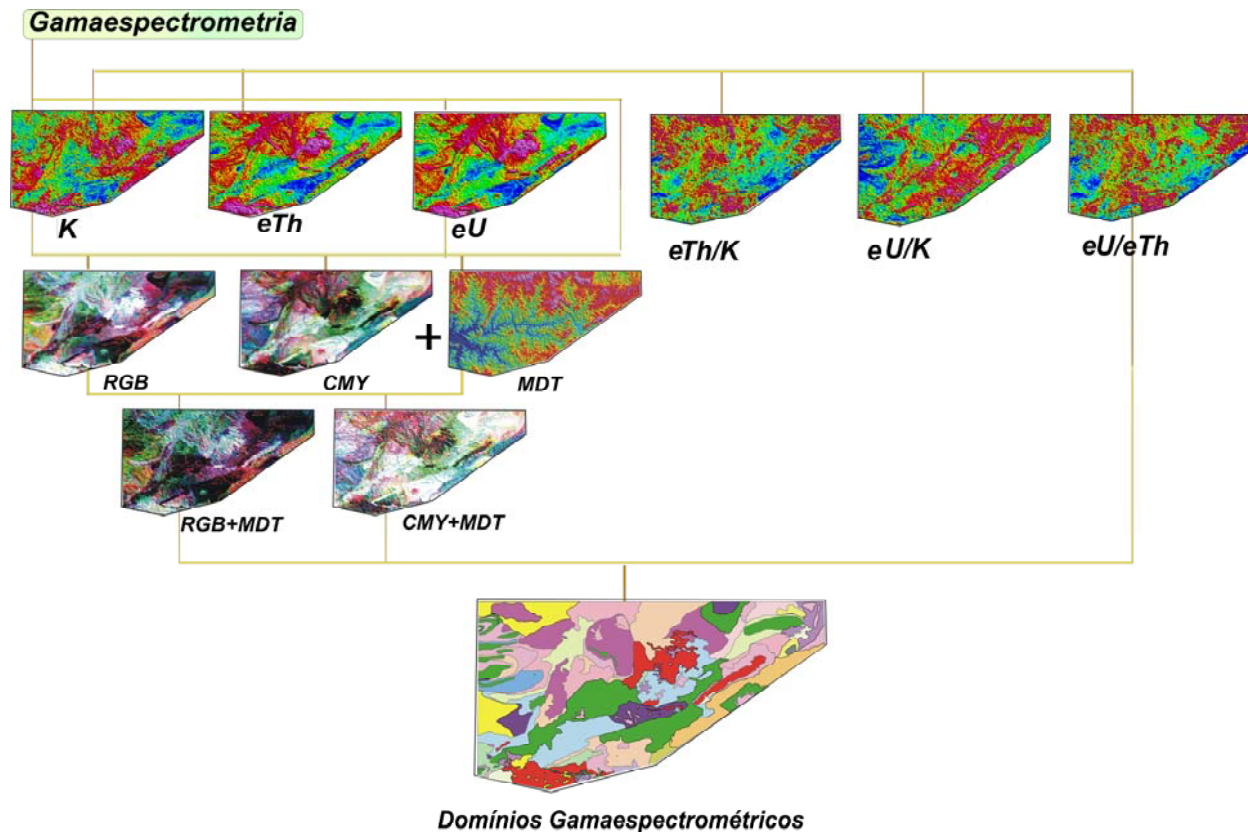 Gamaespectrometria
K
eTh
eU
eTh/K
eU/K
eU/eTh
RGB
CMY
+
MDT
RGB+MDT
CMY+MDT
Domínios Gamaespectrométricos